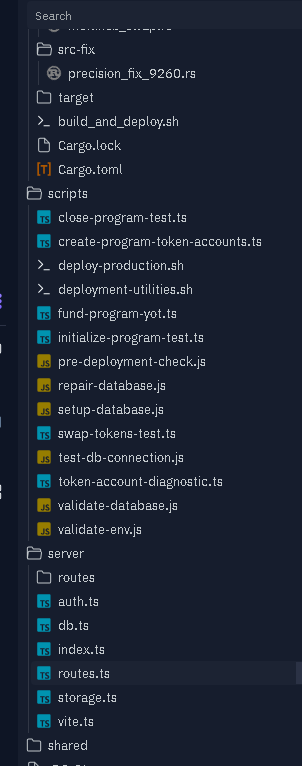 Search
src-fix
precision_fix_9260.rs
target
build_and_deploy.sh
Cargo.lock
Cargo.toml
scripts
close-program-test.ts
create-program-token-accounts.ts
deploy-production.sh
deployment-utilities.sh
fund-program-yot.ts
initialize-program-test.ts
pre-deployment-check.js
repair-database.js
setup-database.js
swap-tokens-test.ts
test-db-connection.js
token-account-diagnostic.ts
validate-database.js
validate-env.js
server
routes
auth.ts
db.ts
index.ts
routes.ts
storage.ts
vite.ts
shared